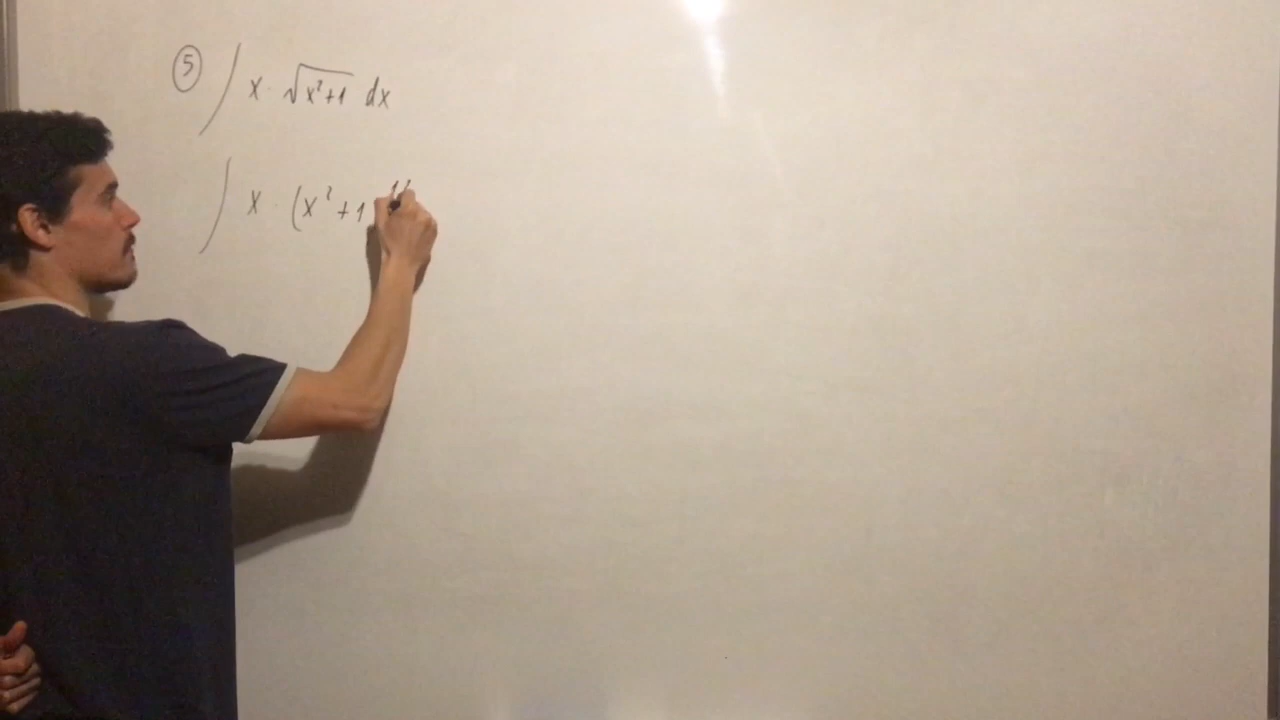 ⑤ ∫ x · √(x²+1) dx
∫ x · (x²+1